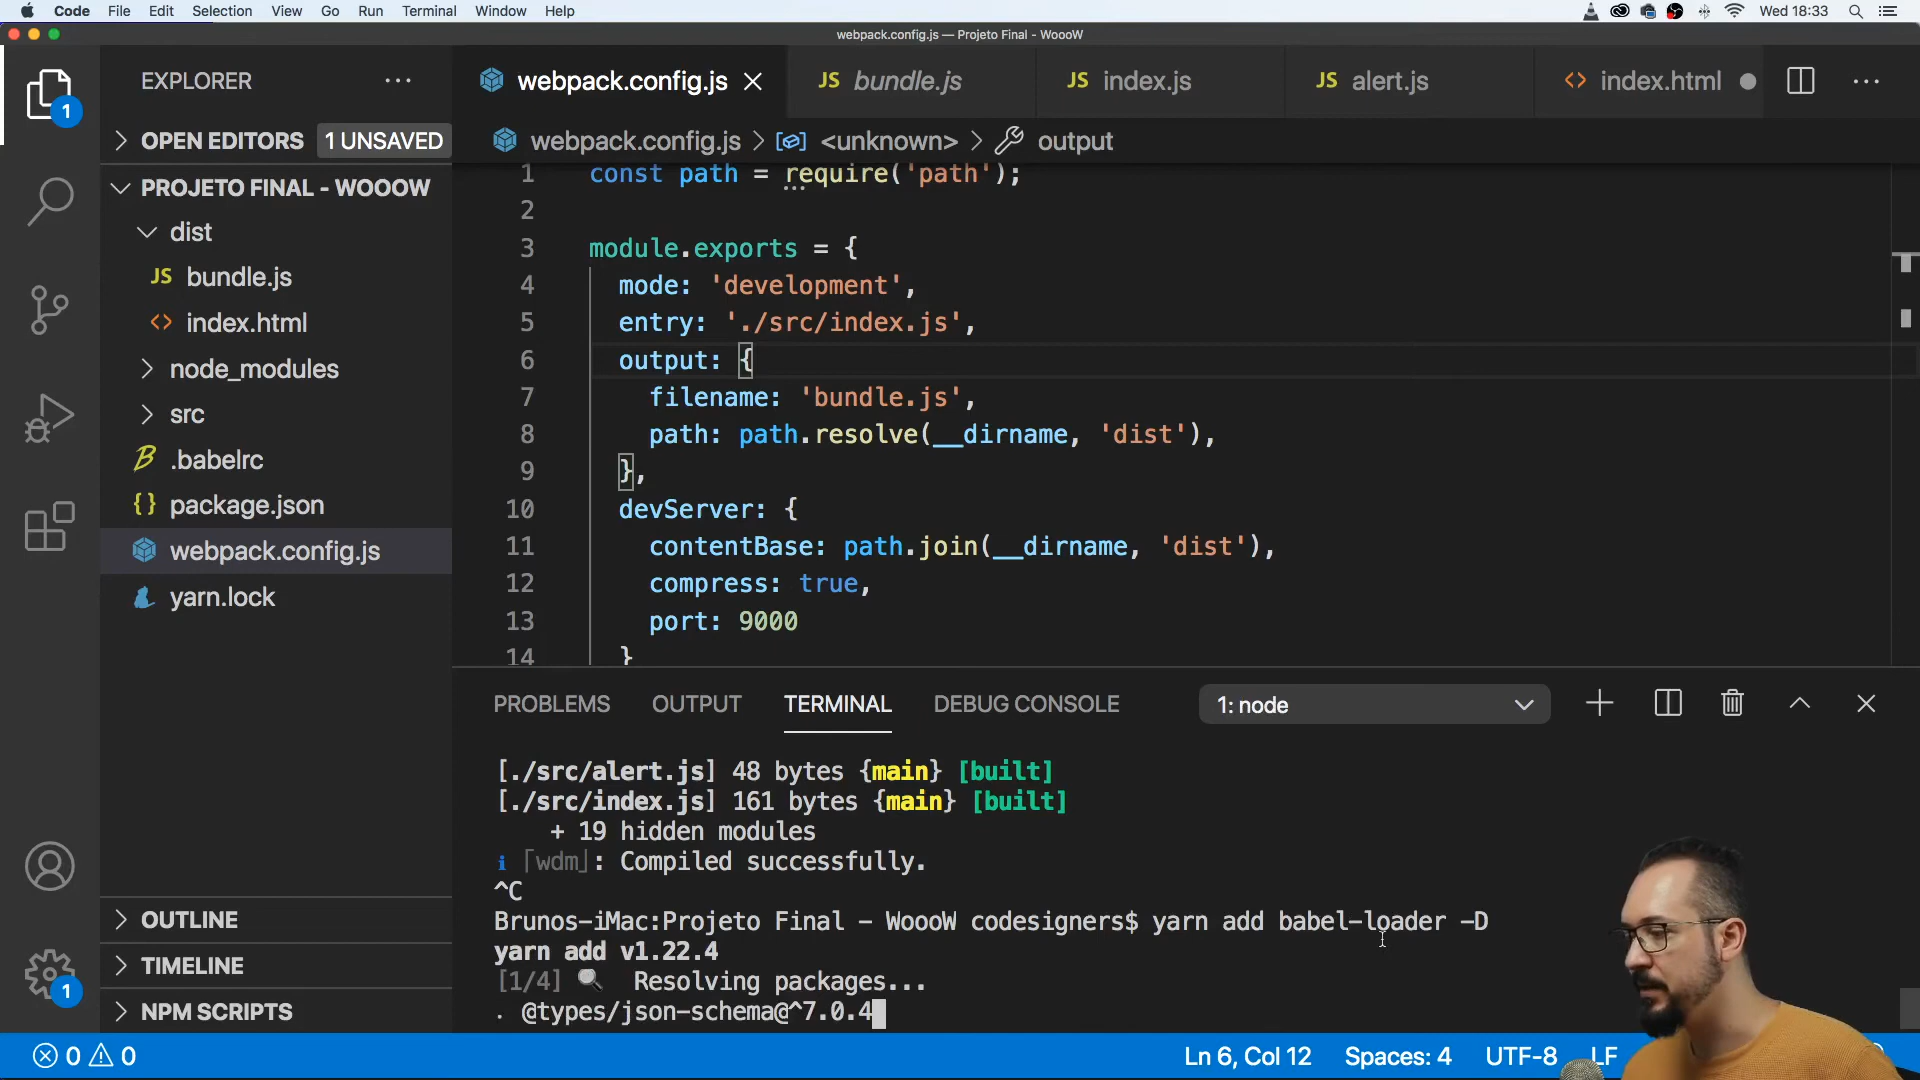 Code File Edit Selection View Go Run Terminal Window Help
Wed 18:33
webpack.config.js — Projeto Final - WoooW
EXPLORER
webpack.config.js
JS bundle.js
JS index.js
JS alert.js
<> index.html
1
OPEN EDITORS 1 UNSAVED
webpack.config.js > <unknown> > output
PROJETO FINAL - WOOOW
dist
JS bundle.js
<> index.html
node_modules
src
.babelrc
{} package.json
webpack.config.js
yarn.lock
OUTLINE
TIMELINE
NPM SCRIPTS
1
1 const path = require('path');
2
3 module.exports = {
4 mode: 'development',
5 entry: './src/index.js',
6 output: {
7 filename: 'bundle.js',
8 path: path.resolve(__dirname, 'dist'),
9 },
10 devServer: {
11 contentBase: path.join(__dirname, 'dist'),
12 compress: true,
13 port: 9000
14 }
PROBLEMS OUTPUT TERMINAL DEBUG CONSOLE 1: node
[./src/alert.js] 48 bytes {main} [built]
[./src/index.js] 161 bytes {main} [built]
+ 19 hidden modules
i ｢wdm｣: Compiled successfully.
^C
Brunos-iMac:Projeto Final - WoooW codesigners$ yarn add babel-loader -D
yarn add v1.22.4
[1/4] 🔍 Resolving packages...
. @types/json-schema@^7.0.4
0 0 Ln 6, Col 12 Spaces: 4 UTF-8 LF